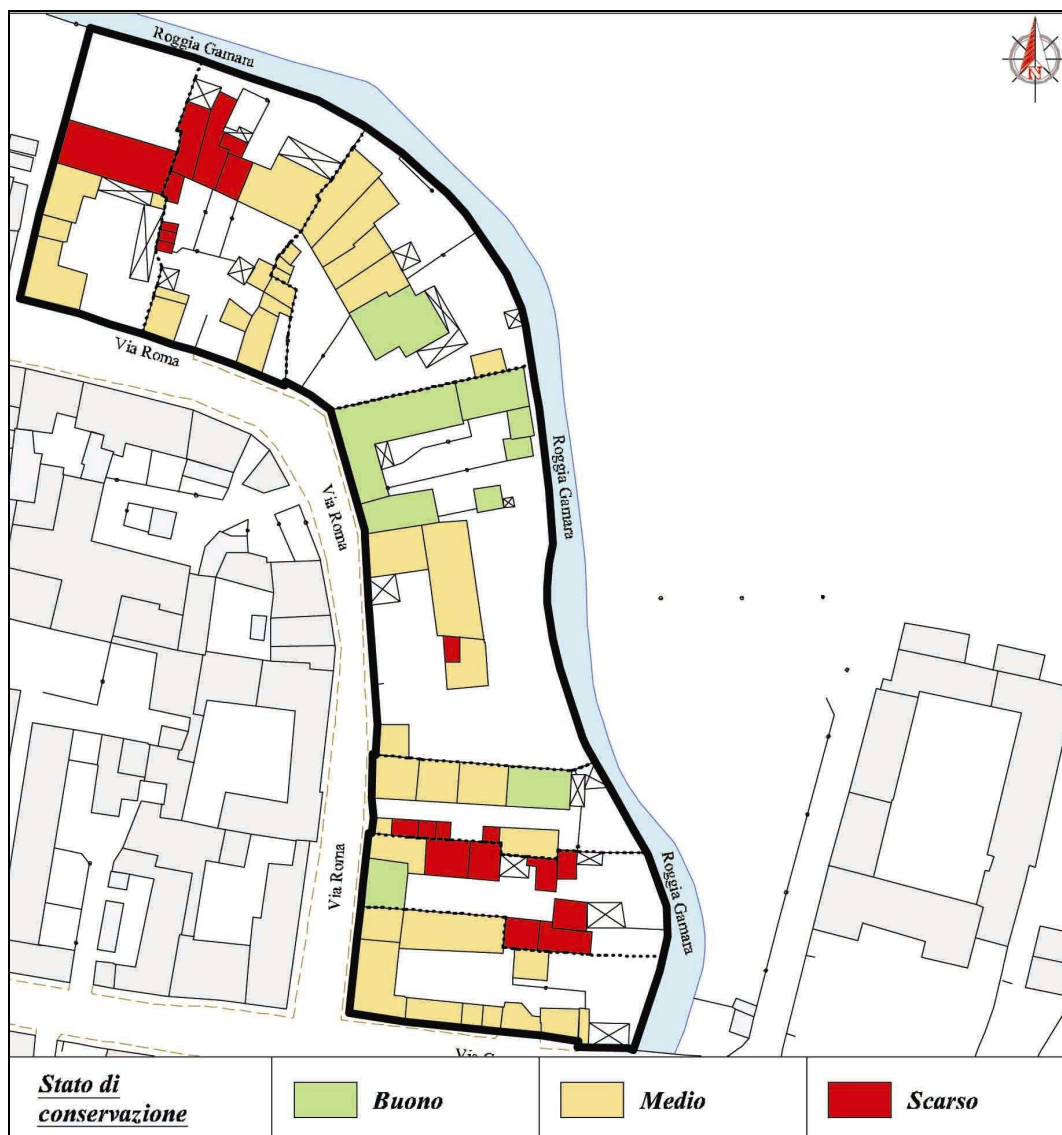 Roggia Gamara
N
Via Roma
Via Roma
Roggia Gamara
Via Roma
Roggia Gamara
Stato di
conservazione
Buono
Medio
Scarso